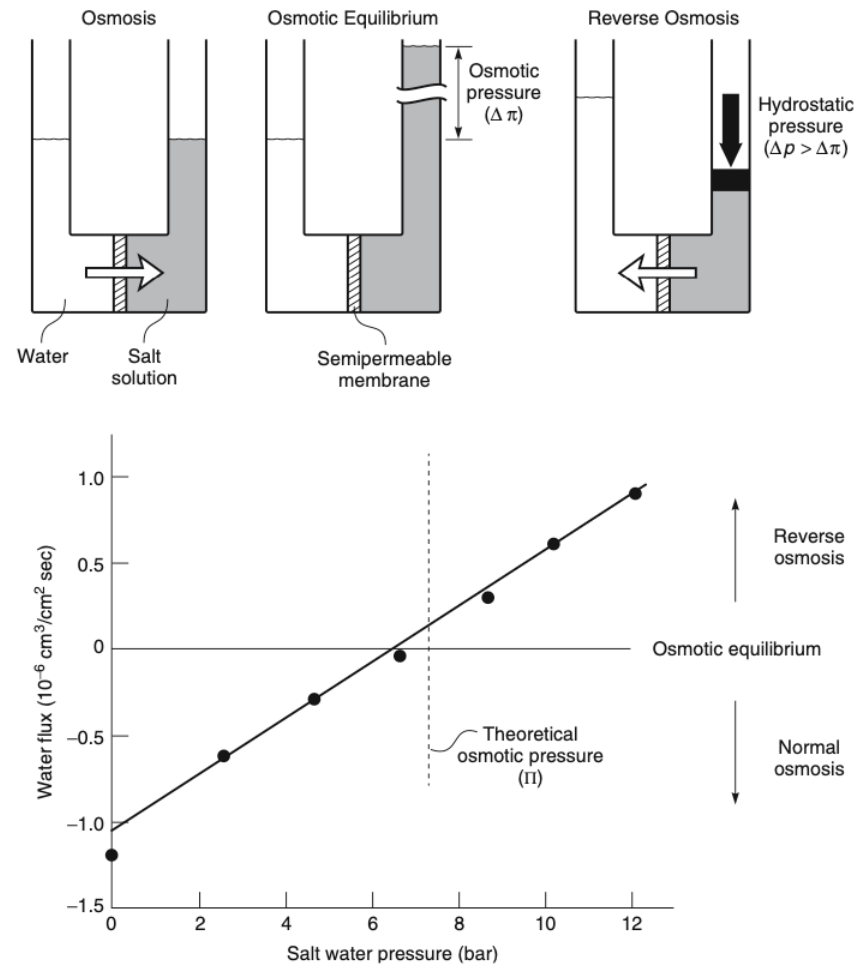 Osmosis
Osmotic Equilibrium
Reverse Osmosis
Osmotic
pressure
(Δ π)
Hydrostatic
pressure
(Δp > Δπ)
Water
Salt
solution
Semipermeable
membrane
Water flux (10⁻⁶ cm³/cm² sec)
1.0
0.5
0
−0.5
−1.0
−1.5
Reverse
osmosis
Osmotic equilibrium
Theoretical
osmotic pressure
(Π)
Normal
osmosis
0 2 4 6 8 10 12
Salt water pressure (bar)